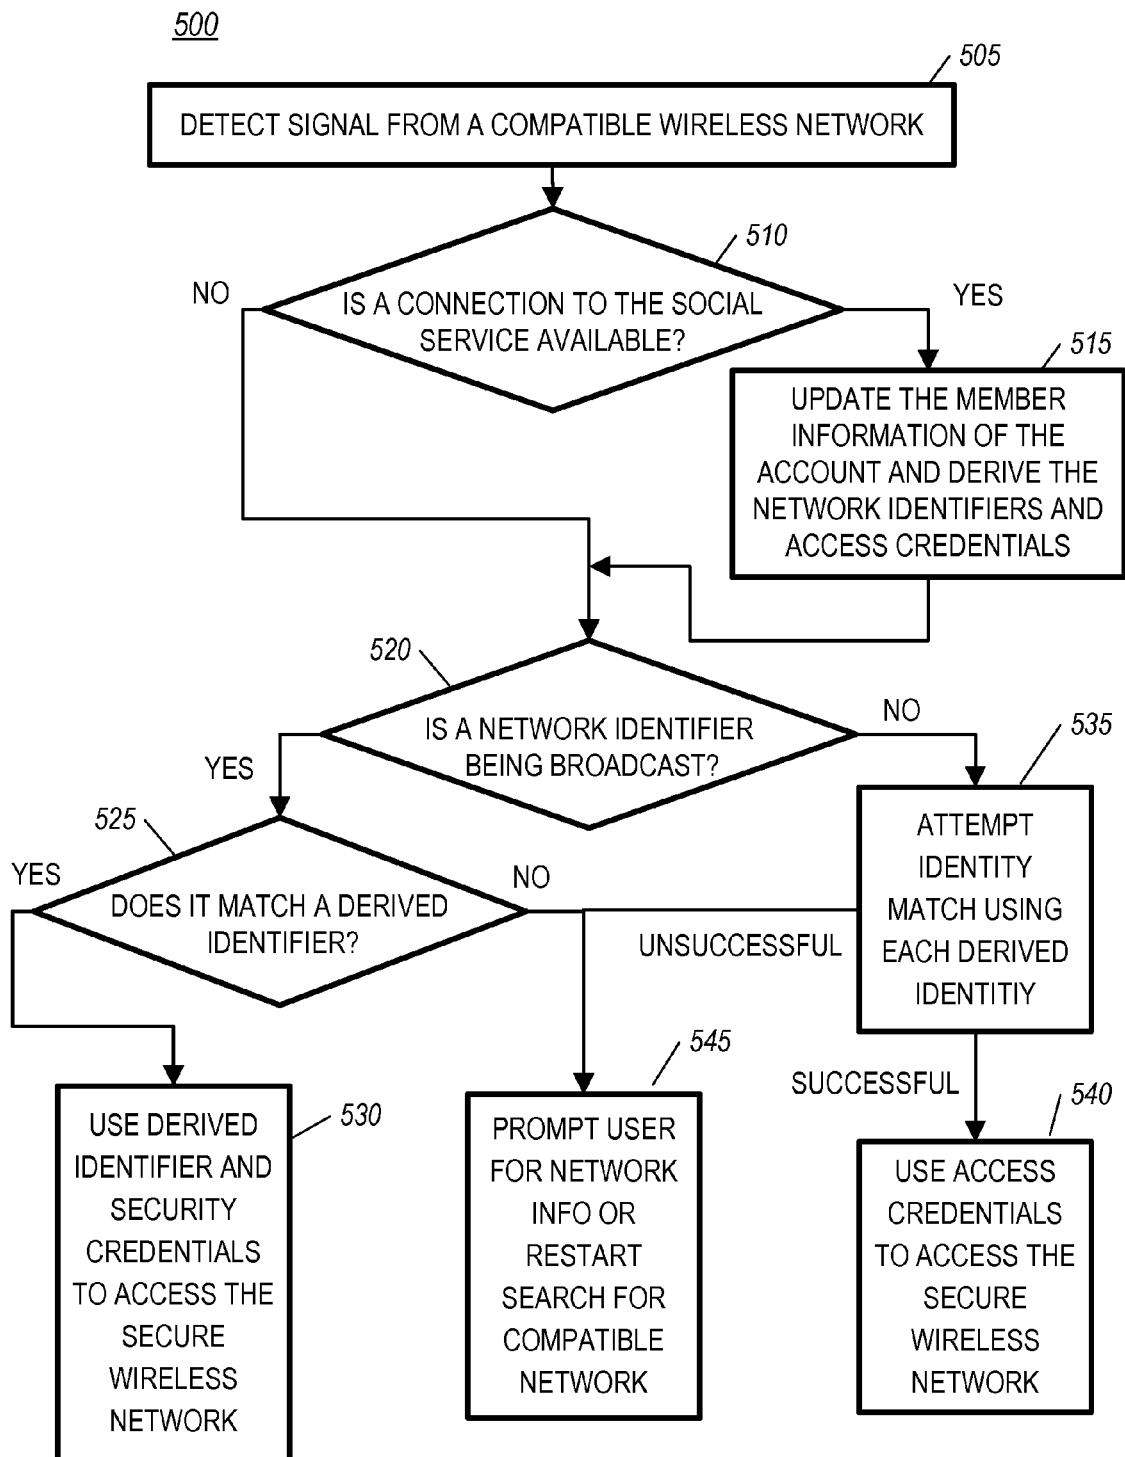 500
505
DETECT SIGNAL FROM A COMPATIBLE WIRELESS NETWORK
510
NO
IS A CONNECTION TO THE SOCIAL
SERVICE AVAILABLE?
YES
515
UPDATE THE MEMBER
INFORMATION OF THE
ACCOUNT AND DERIVE THE
NETWORK IDENTIFIERS AND
ACCESS CREDENTIALS
520
IS A NETWORK IDENTIFIER
BEING BROADCAST?
YES
NO
535
525
YES
DOES IT MATCH A DERIVED
IDENTIFIER?
NO
ATTEMPT
IDENTITY
MATCH USING
EACH DERIVED
IDENTITIY
UNSUCCESSFUL
SUCCESSFUL
530
USE DERIVED
IDENTIFIER AND
SECURITY
CREDENTIALS
TO ACCESS THE
SECURE
WIRELESS
NETWORK
545
PROMPT USER
FOR NETWORK
INFO OR
RESTART
SEARCH FOR
COMPATIBLE
NETWORK
540
USE ACCESS
CREDENTIALS
TO ACCESS THE
SECURE
WIRELESS
NETWORK